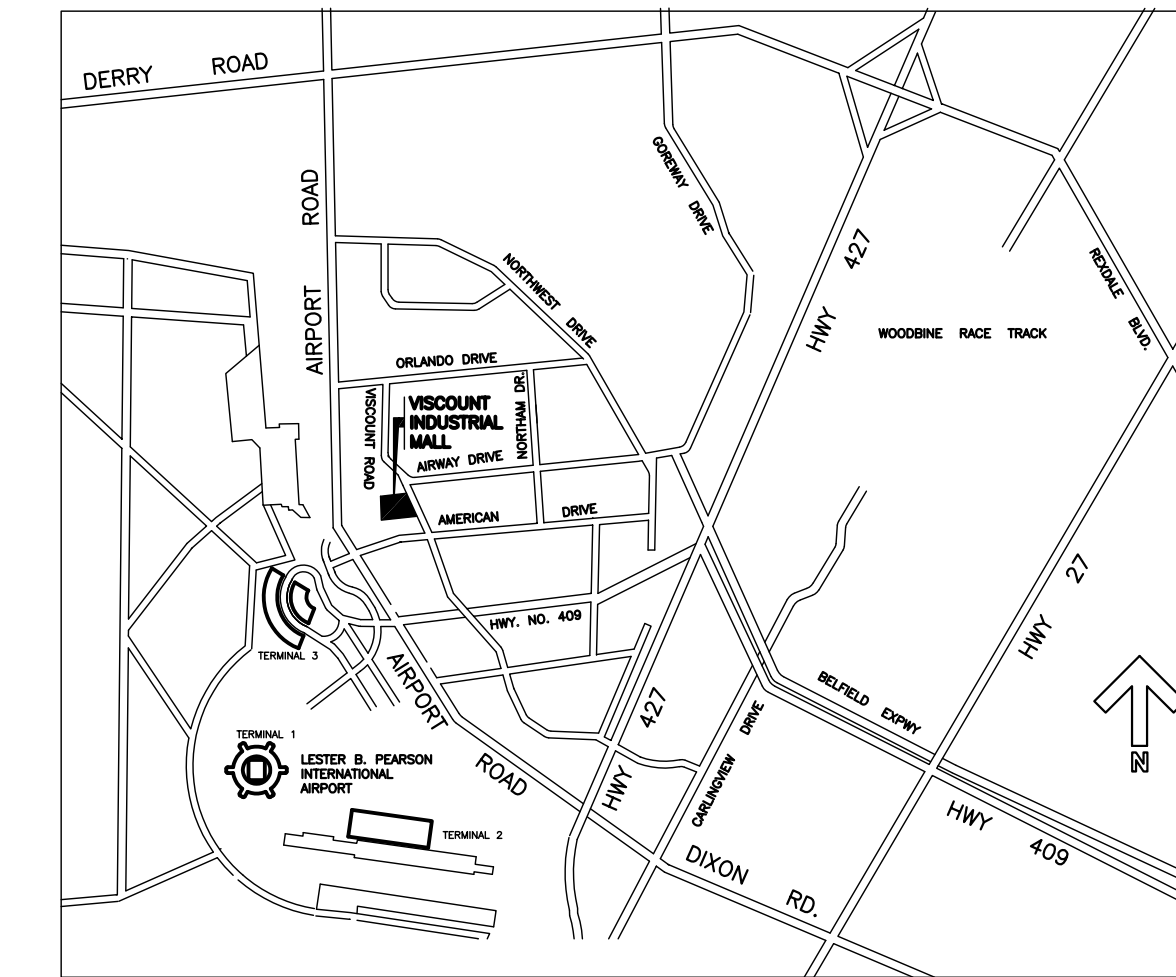 DERRY ROAD
AIRPORT ROAD
GOREWAY DRIVE
HWY 427
NORTHWEST DRIVE
REXDALE BLVD.
WOODBINE RACE TRACK
ORLANDO DRIVE
VISCOUNT ROAD
VISCOUNT
INDUSTRIAL
MALL
NORTHAM DR.
AIRWAY DRIVE
AMERICAN DRIVE
HWY 27
HWY. NO. 409
TERMINAL 3
AIRPORT ROAD
HWY 427
CARLINGVIEW DRIVE
BELFIELD EXPWY
N
TERMINAL 1
LESTER B. PEARSON
INTERNATIONAL
AIRPORT
TERMINAL 2
HWY 409
DIXON RD.